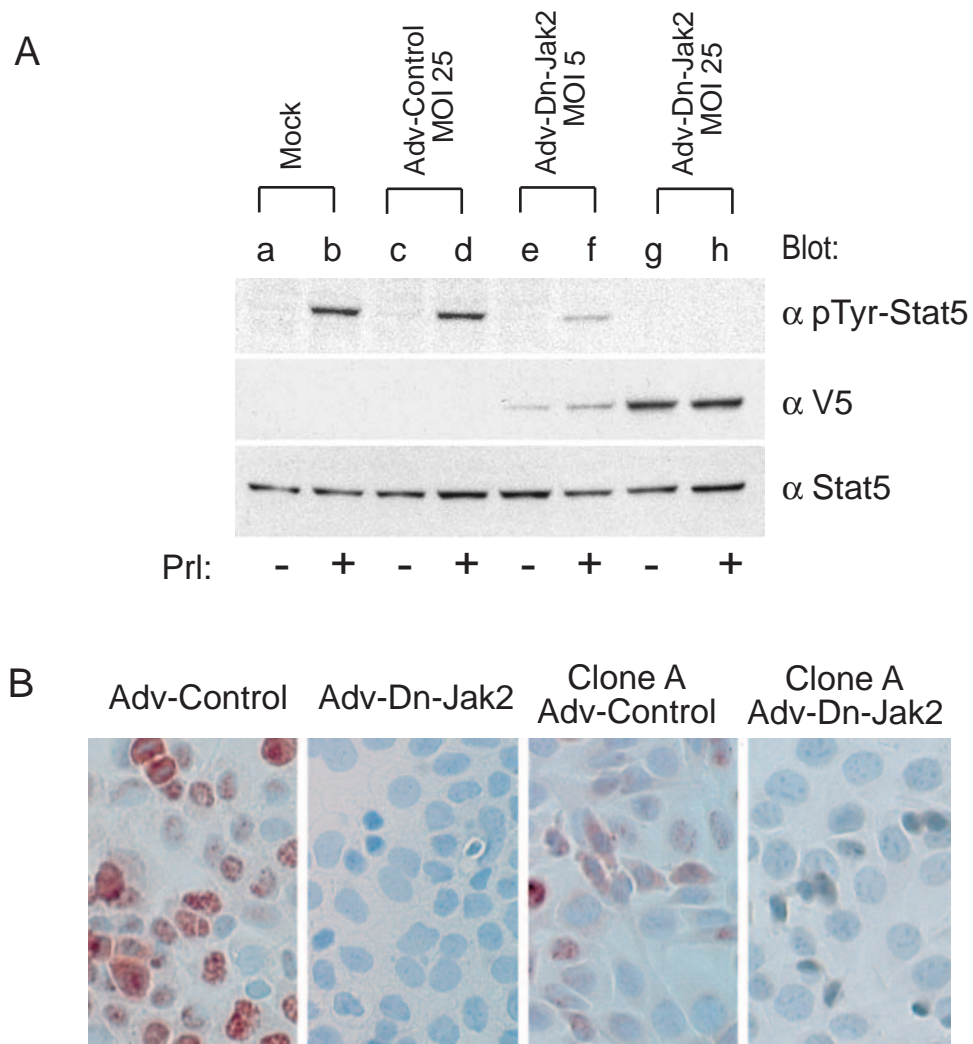 A
Mock
Adv-Control
MOI 25
Adv-Dn-Jak2
MOI 5
Adv-Dn-Jak2
MOI 25
a b c d e f g h Blot:
α pTyr-Stat5
α V5
α Stat5
Prl: - + - + - + - +
B
Adv-Control
Adv-Dn-Jak2
Clone A
Adv-Control
Clone A
Adv-Dn-Jak2